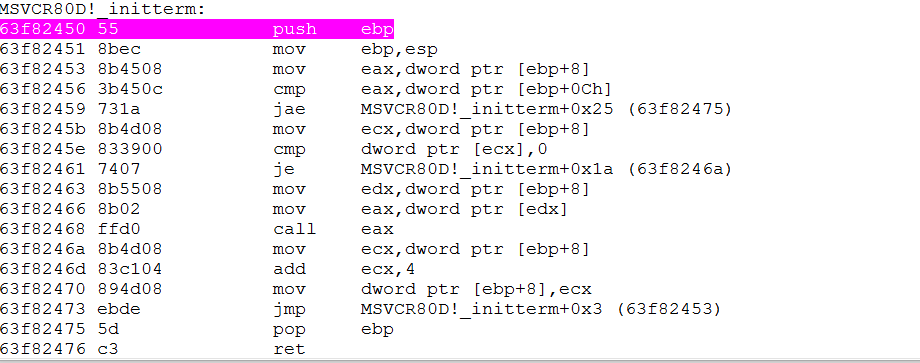 MSVCR80D!_initterm:
63f82450 55 push ebp
63f82451 8bec mov ebp,esp
63f82453 8b4508 mov eax,dword ptr [ebp+8]
63f82456 3b450c cmp eax,dword ptr [ebp+0Ch]
63f82459 731a jae MSVCR80D!_initterm+0x25 (63f82475)
63f8245b 8b4d08 mov ecx,dword ptr [ebp+8]
63f8245e 833900 cmp dword ptr [ecx],0
63f82461 7407 je MSVCR80D!_initterm+0x1a (63f8246a)
63f82463 8b5508 mov edx,dword ptr [ebp+8]
63f82466 8b02 mov eax,dword ptr [edx]
63f82468 ffd0 call eax
63f8246a 8b4d08 mov ecx,dword ptr [ebp+8]
63f8246d 83c104 add ecx,4
63f82470 894d08 mov dword ptr [ebp+8],ecx
63f82473 ebde jmp MSVCR80D!_initterm+0x3 (63f82453)
63f82475 5d pop ebp
63f82476 c3 ret